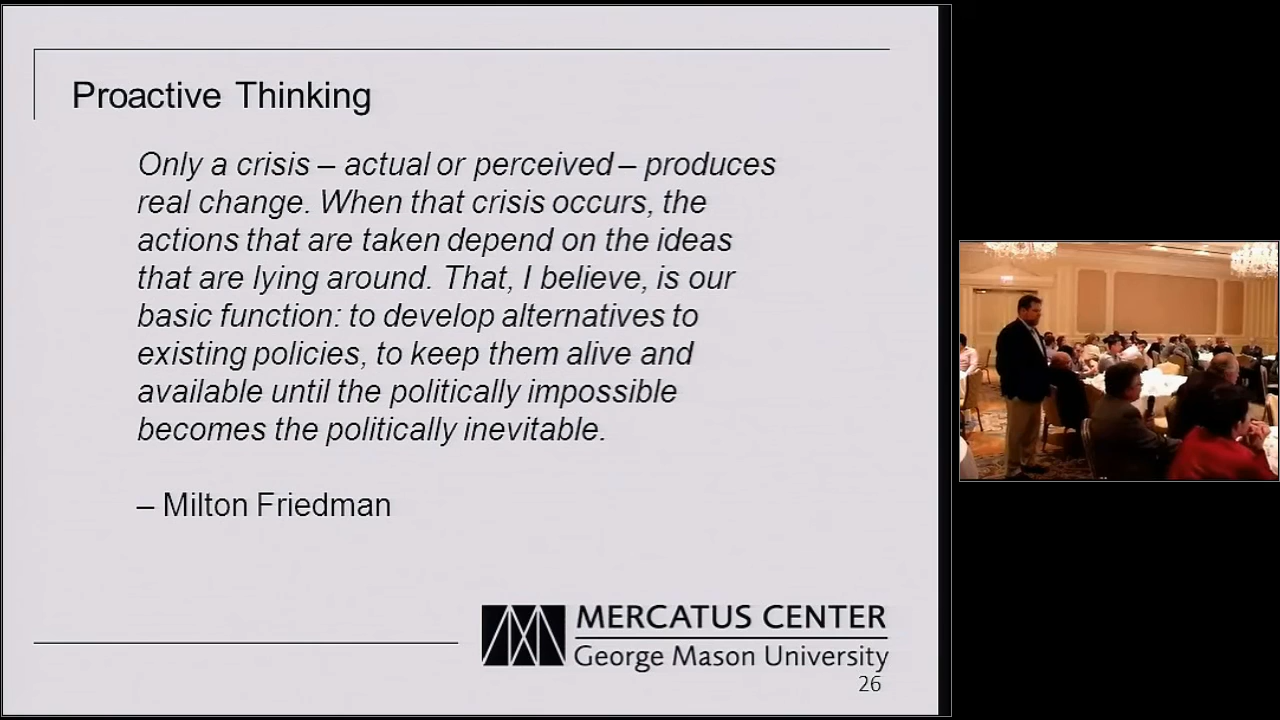 Proactive Thinking
Only a crisis – actual or perceived – produces
real change. When that crisis occurs, the
actions that are taken depend on the ideas
that are lying around. That, I believe, is our
basic function: to develop alternatives to
existing policies, to keep them alive and
available until the politically impossible
becomes the politically inevitable.
– Milton Friedman
MERCATUS CENTER
George Mason University
26